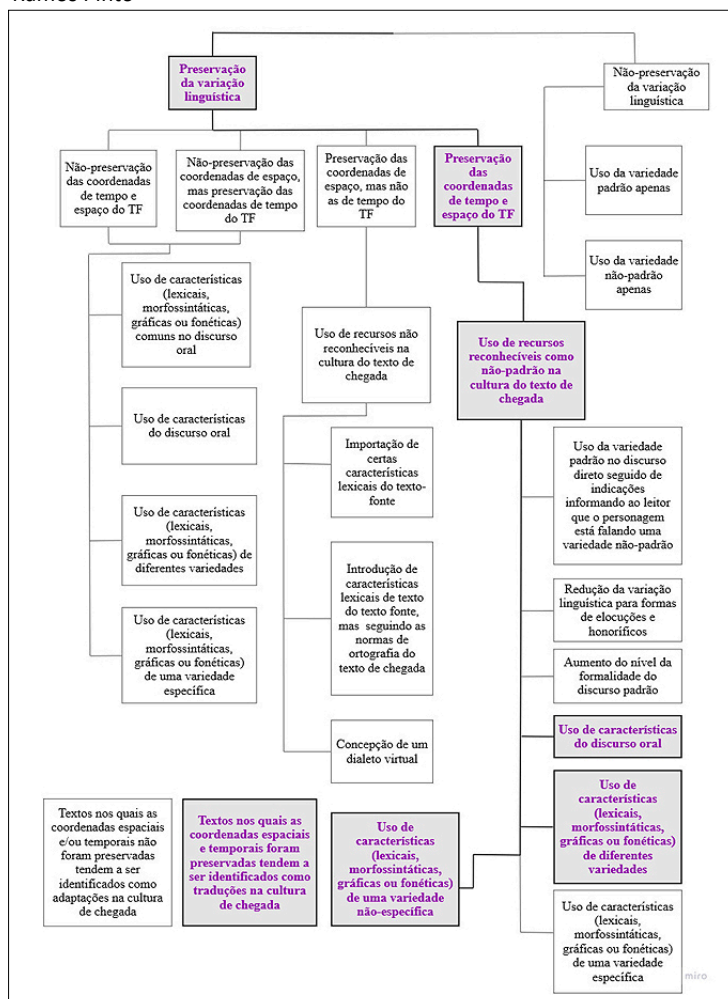 Ramos Pinto
Preservação
da variação
linguística
Não-preservação
da variação
linguística
Não-preservação
das coordenadas
de tempo e
espaço do TF
Não-preservação das
coordenadas de espaço,
mas preservação das
coordenadas de tempo
do TF
Preservação das
coordenadas de
espaço, mas não
as de tempo do
TF
Preservação
das
coordenadas
de tempo e
espaço do TF
Uso da variedade
padrão apenas
Uso da variedade
não-padrão
apenas
Uso de características
(lexicais,
morfossintáticas,
gráficas ou fonéticas)
comuns no discurso
oral
Uso de características
do discurso oral
Uso de características
(lexicais,
morfossintáticas,
gráficas ou fonéticas) de
diferentes variedades
Uso de características
(lexicais,
morfossintáticas,
gráficas ou fonéticas)
de uma variedade
específica
Uso de recursos não
reconhecíveis na
cultura do texto de
chegada
Importação de
certas
características
lexicais do texto-
fonte
Introdução de
características
lexicais de texto
do texto fonte,
mas seguindo as
normas de
ortografia do
texto de chegada
Concepção de um
dialeto virtual
Uso de recursos
reconhecíveis como
não-padrão na
cultura do texto de
chegada
Uso da variedade
padrão no discurso
direto seguido de
indicações
informando ao leitor
que o personagem
está falando uma
variedade não-padrão
Redução da variação
linguística para formas
de elocuções e
honoríficos
Aumento do nível da
formalidade do
discurso padrão
Uso de características
do discurso oral
Uso de
características
(lexicais,
morfossintáticas,
gráficas ou fonéticas)
de diferentes
variedades
Uso de características
(lexicais,
morfossintáticas,
gráficas ou fonéticas)
de uma variedade
específica
Textos nos quais as
coordenadas espaciais
e/ou temporais não
foram preservadas
tendem a ser
identificados como
adaptações na cultura
de chegada
Textos nos quais as
coordenadas espaciais
e temporais foram
preservadas tendem a
ser identificados como
traduções na cultura
de chegada
Uso de
características
(lexicais,
morfossintáticas,
gráficas ou fonéticas)
de uma variedade
não-específica
miro